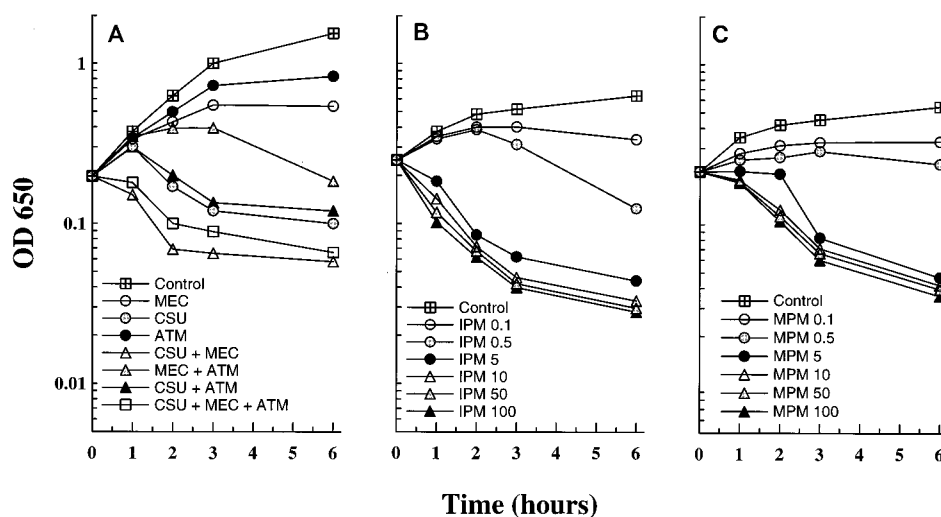 A
B
C
OD 650
1
0.1
0.01
Control
MEC
CSU
ATM
CSU + MEC
MEC + ATM
CSU + ATM
CSU + MEC + ATM
0 1 2 3 4 5 6
Control
IPM 0.1
IPM 0.5
IPM 5
IPM 10
IPM 50
IPM 100
0 1 2 3 4 5 6
Control
MPM 0.1
MPM 0.5
MPM 5
MPM 10
MPM 50
MPM 100
0 1 2 3 4 5 6
Time (hours)